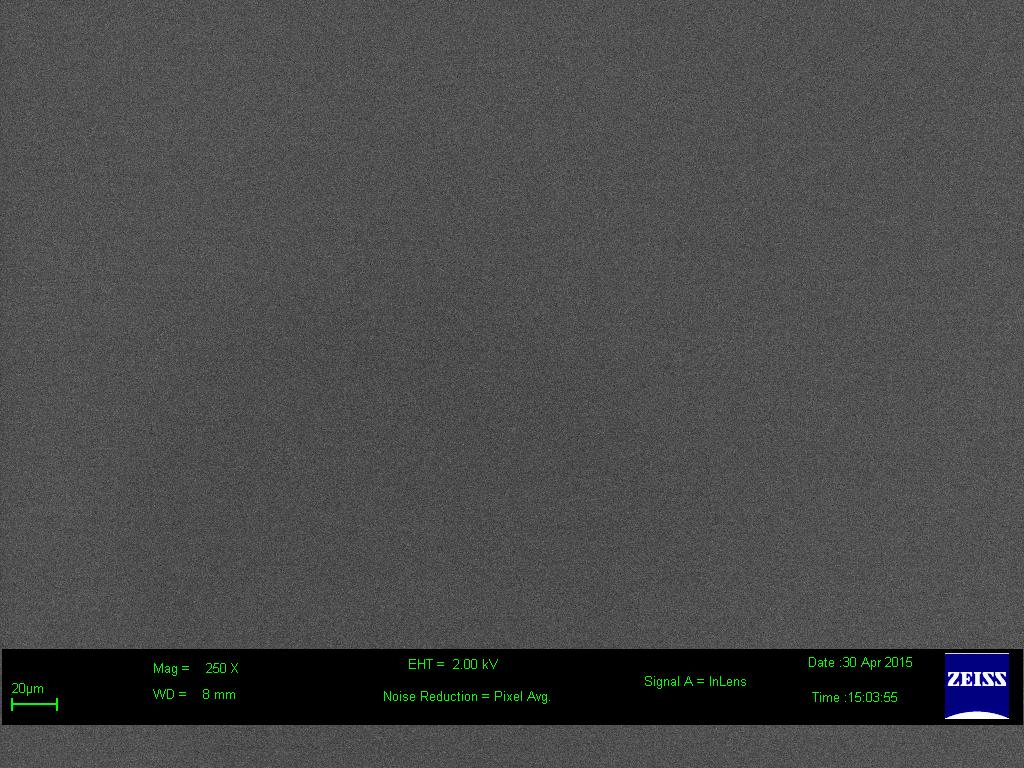 20µm
Mag = 250 X
WD = 8 mm
EHT = 2.00 kV
Noise Reduction = Pixel Avg.
Signal A = InLens
Date :30 Apr 2015
Time :15:03:55
ZEISS